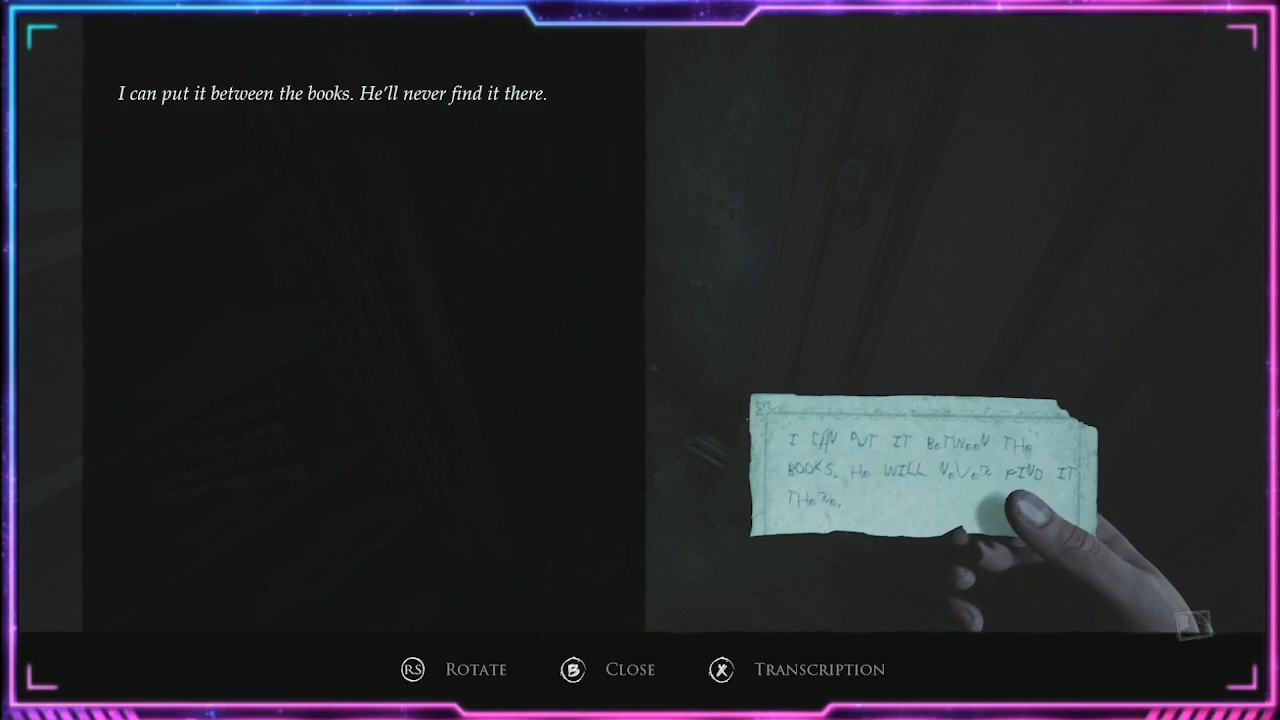 I can put it between the books. He'll never find it there.
I CAN PUT IT BeTWeeN THe
BOOKS. He WILL NeVeR FIND IT
THeRe.
RS ROTATE B CLOSE X TRANSCRIPTION